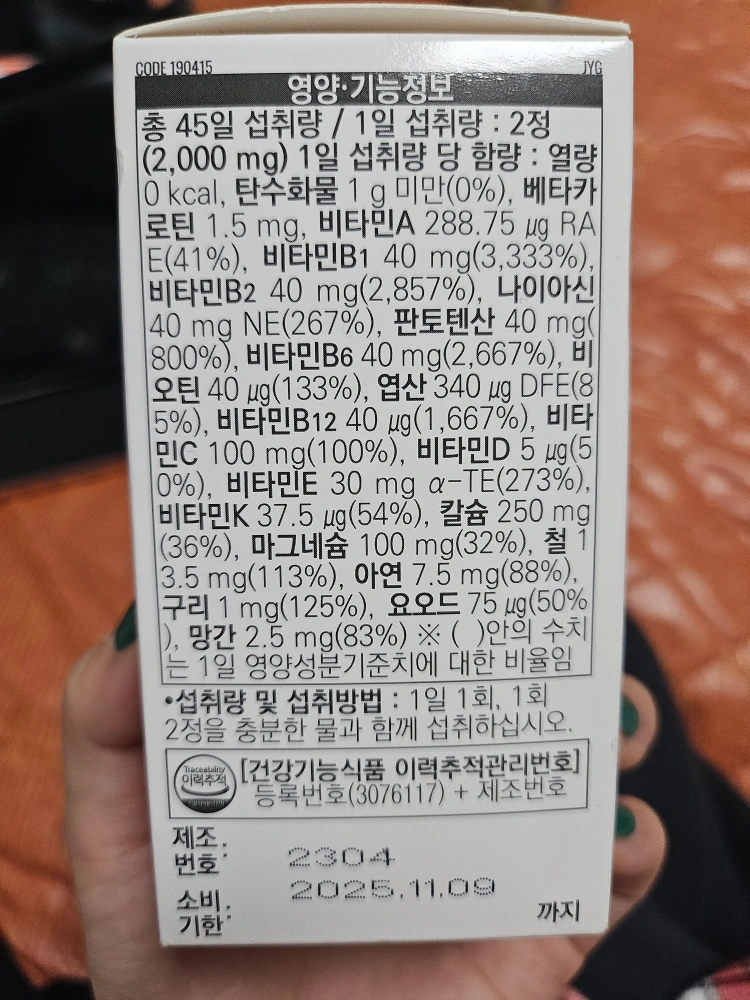 CODE 190415
JYG
영양·기능정보
총 45일 섭취량 / 1일 섭취량 : 2정
(2,000 mg) 1일 섭취량 당 함량 : 열량
0 kcal, 탄수화물 1 g 미만(0%), 베타카
로틴 1.5 mg, 비타민A 288.75 μg RA
E(41%), 비타민B1 40 mg(3,333%),
비타민B2 40 mg(2,857%), 나이아신
40 mg NE(267%), 판토텐산 40 mg(
800%), 비타민B6 40 mg(2,667%), 비
오틴 40 μg(133%), 엽산 340 μg DFE(8
5%), 비타민B12 40 μg(1,667%), 비타
민C 100 mg(100%), 비타민D 5 μg(5
0%), 비타민E 30 mg α-TE(273%),
비타민K 37.5 μg(54%), 칼슘 250 mg
(36%), 마그네슘 100 mg(32%), 철 1
3.5 mg(113%), 아연 7.5 mg(88%),
구리 1 mg(125%), 요오드 75 μg(50%
), 망간 2.5 mg(83%) ※ ( )안의 수치
는 1일 영양성분기준치에 대한 비율임
•섭취량 및 섭취방법 : 1일 1회, 1회
2정을 충분한 물과 함께 섭취하십시오.
Traceability
이력추적
[건강기능식품 이력추적관리번호]
등록번호(3076117) + 제조번호
제조
번호 : 2304
소비
기한 : 2025.11.09
까지